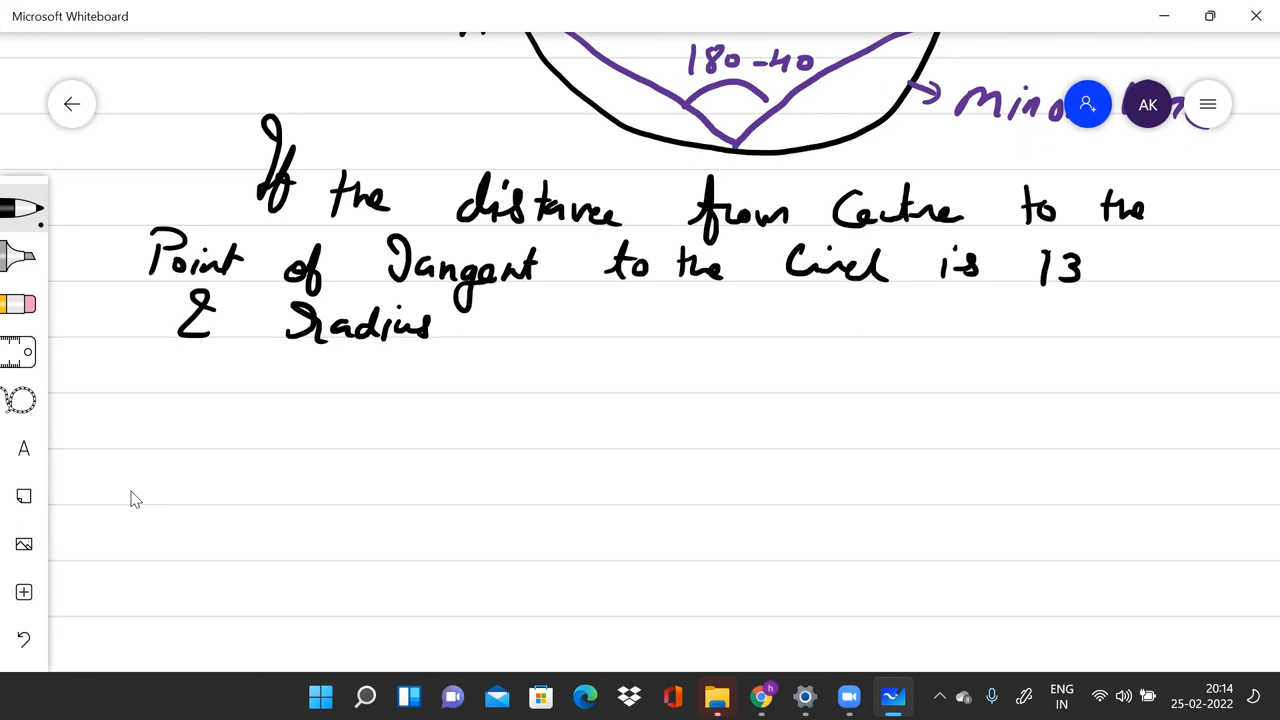 Microsoft Whiteboard
180-40
AK
If the distance from Centre to the
Point of Tangent to the Circl is 13
& radius
A
ENG
IN
20:14
25-02-2022